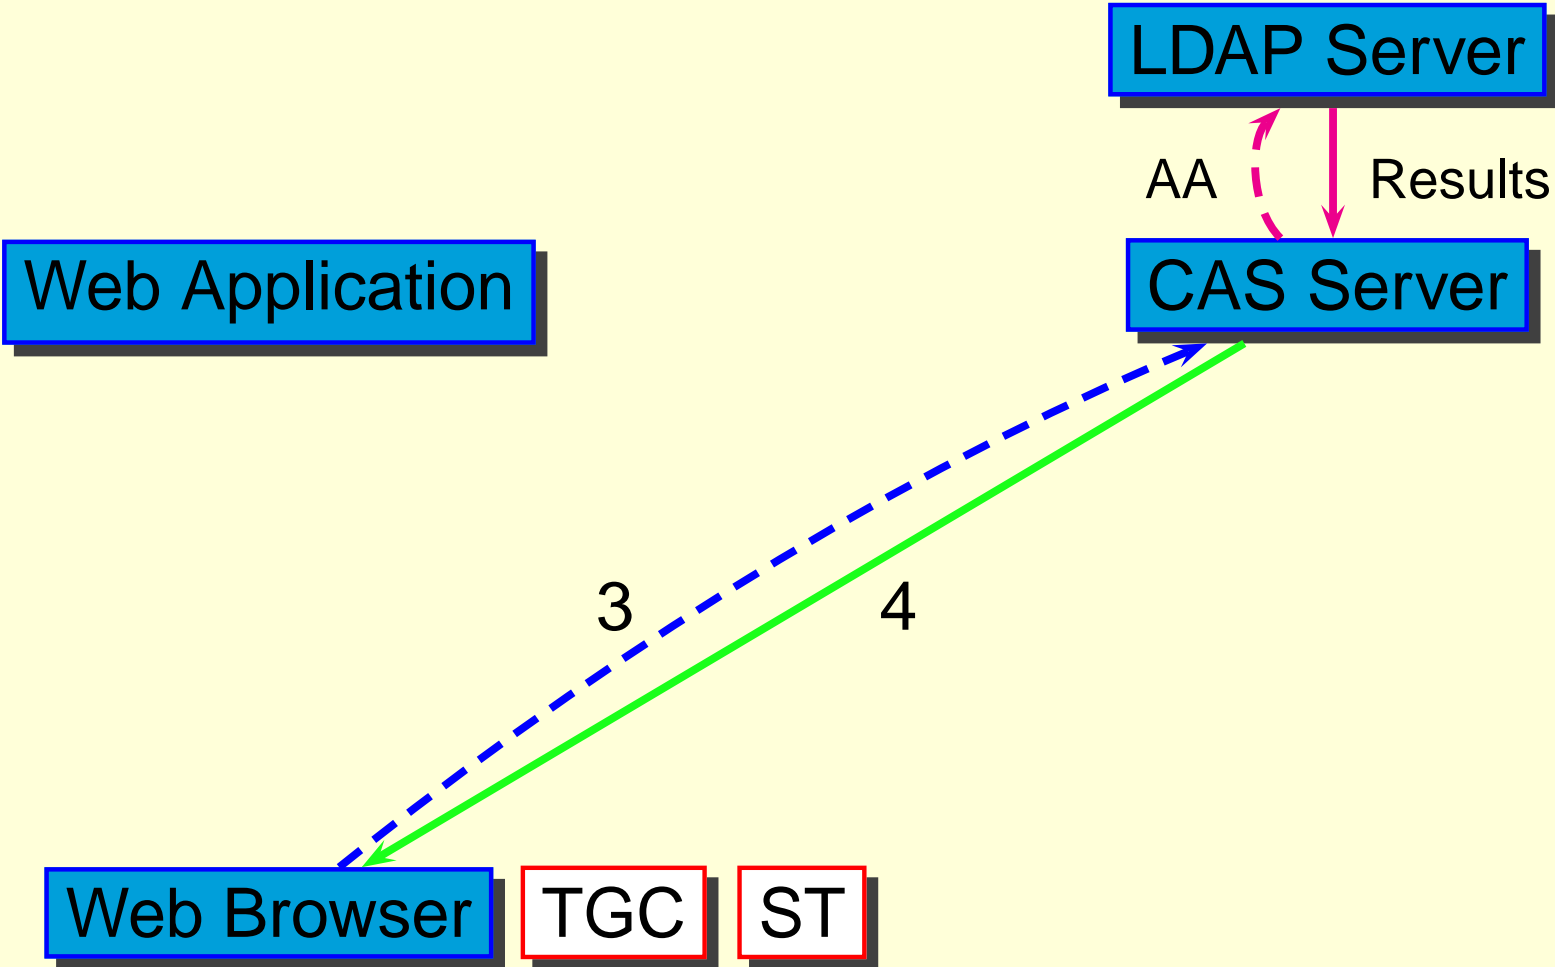 LDAP Server
AA
Results
Web Application
CAS Server
3
4
Web Browser
TGC
ST